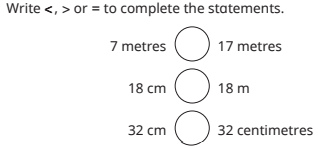 Write <, > or = to complete the statements.
7 metres 17 metres
18 cm 18 m
32 cm 32 centimetres